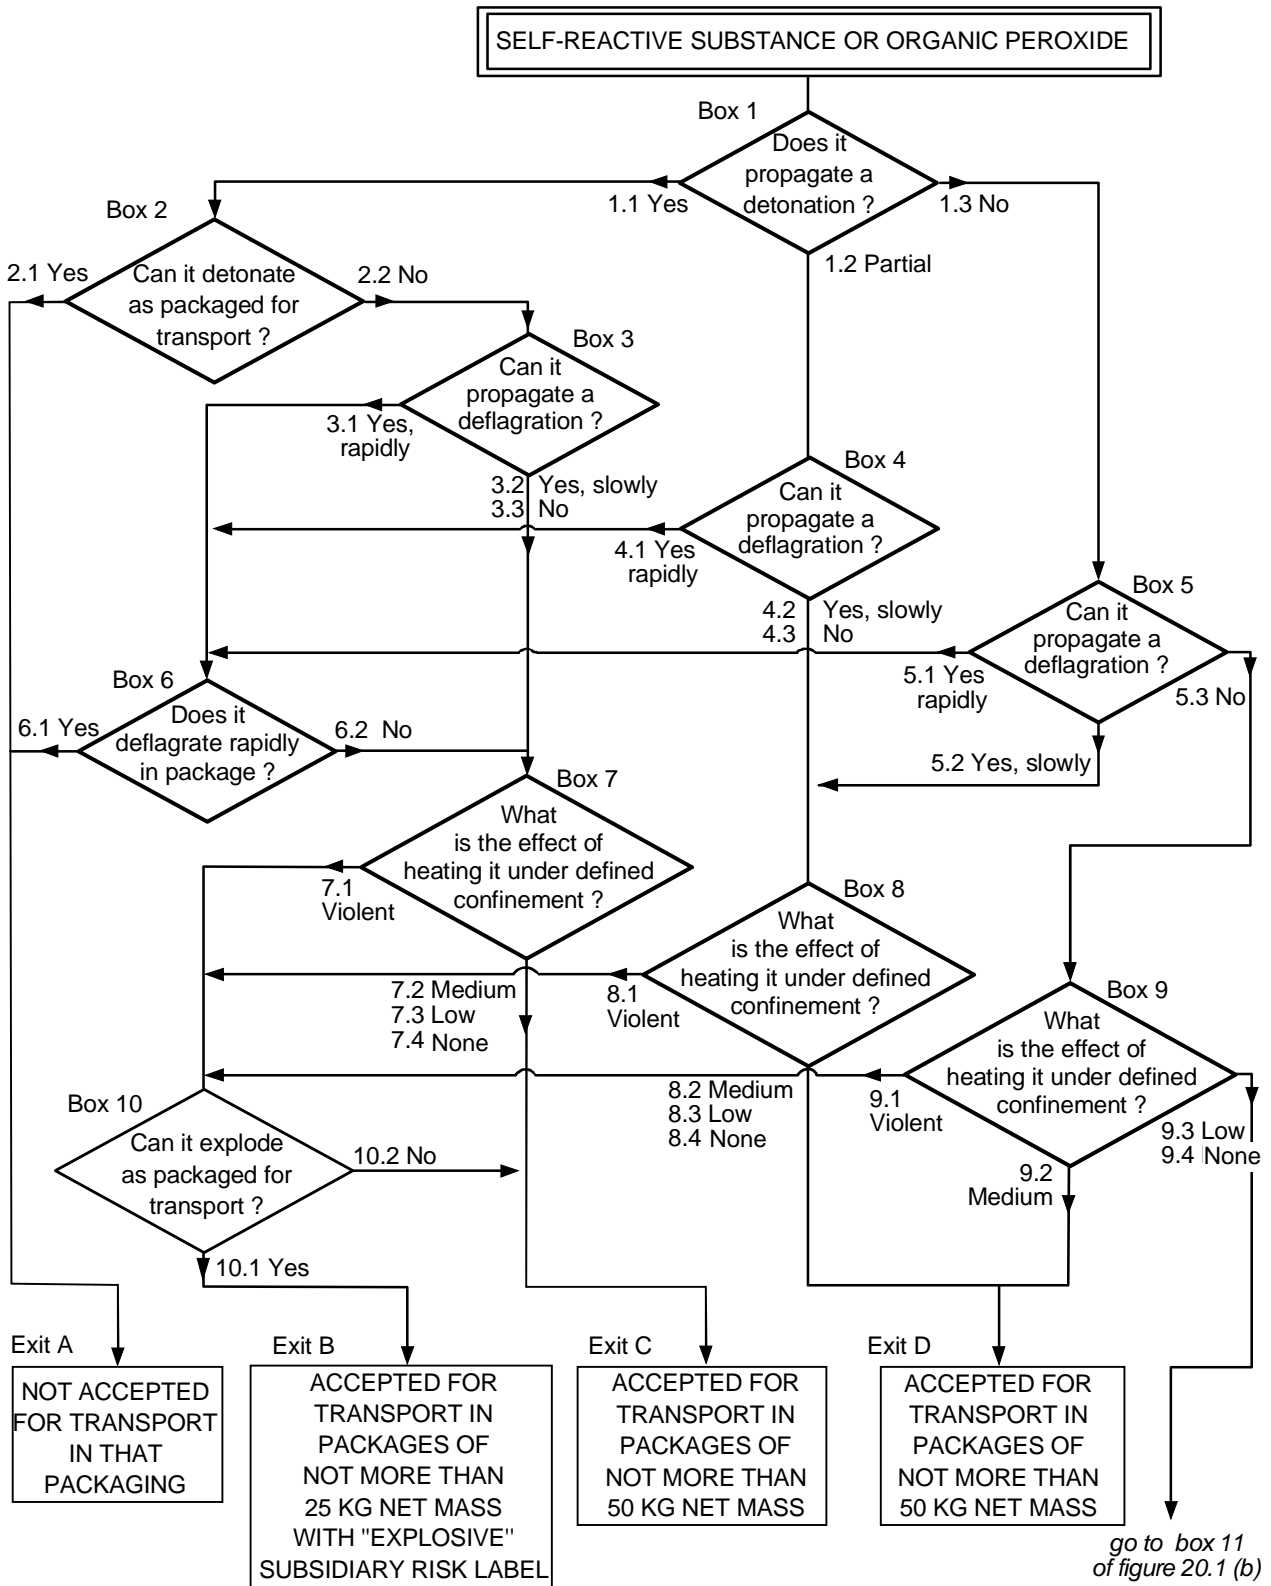 SELF-REACTIVE SUBSTANCE OR ORGANIC PEROXIDE
Box 1
Does it
propagate a
detonation ?
1.1 Yes
1.3 No
1.2 Partial
Box 2
Can it detonate
as packaged for
transport ?
2.1 Yes
2.2 No
Box 3
Can it
propagate a
deflagration ?
3.1 Yes,
rapidly
3.2 Yes, slowly
3.3 No
Box 4
Can it
propagate a
deflagration ?
4.1 Yes
rapidly
4.2 Yes, slowly
4.3 No
Box 5
Can it
propagate a
deflagration ?
5.1 Yes
rapidly
5.3 No
5.2 Yes, slowly
Box 6
Does it
deflagrate rapidly
in package ?
6.1 Yes
6.2 No
Box 7
What
is the effect of
heating it under defined
confinement ?
7.1
Violent
7.2 Medium
7.3 Low
7.4 None
Box 8
What
is the effect of
heating it under defined
confinement ?
8.1
Violent
8.2 Medium
8.3 Low
8.4 None
Box 9
What
is the effect of
heating it under defined
confinement ?
9.1
Violent
9.2
Medium
9.3 Low
9.4 None
Box 10
Can it explode
as packaged for
transport ?
10.2 No
10.1 Yes
Exit A
NOT ACCEPTED
FOR TRANSPORT
IN THAT
PACKAGING
Exit B
ACCEPTED FOR
TRANSPORT IN
PACKAGES OF
NOT MORE THAN
25 KG NET MASS
WITH "EXPLOSIVE"
SUBSIDIARY RISK LABEL
Exit C
ACCEPTED FOR
TRANSPORT IN
PACKAGES OF
NOT MORE THAN
50 KG NET MASS
Exit D
ACCEPTED FOR
TRANSPORT IN
PACKAGES OF
NOT MORE THAN
50 KG NET MASS
go to box 11
of figure 20.1 (b)